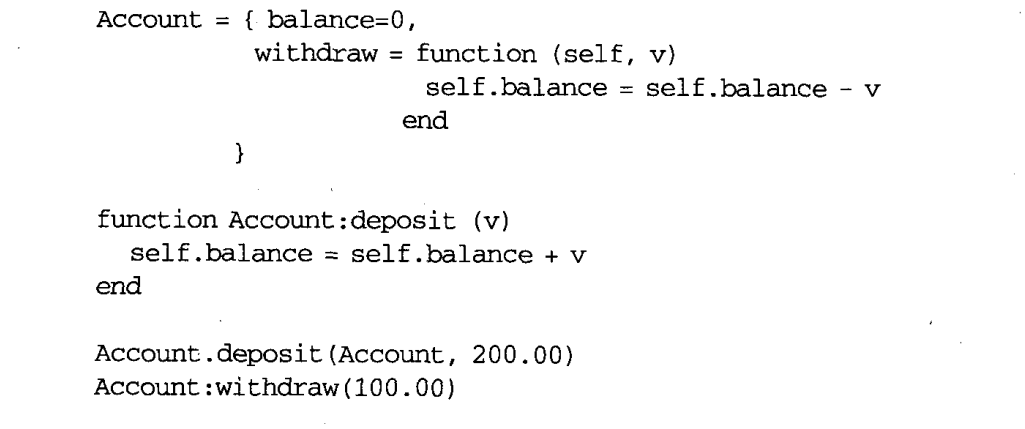 Account = { balance=0,
withdraw = function (self, v)
self.balance = self.balance - v
end
}
function Account:deposit (v)
self.balance = self.balance + v
end
Account.deposit(Account, 200.00)
Account:withdraw(100.00)